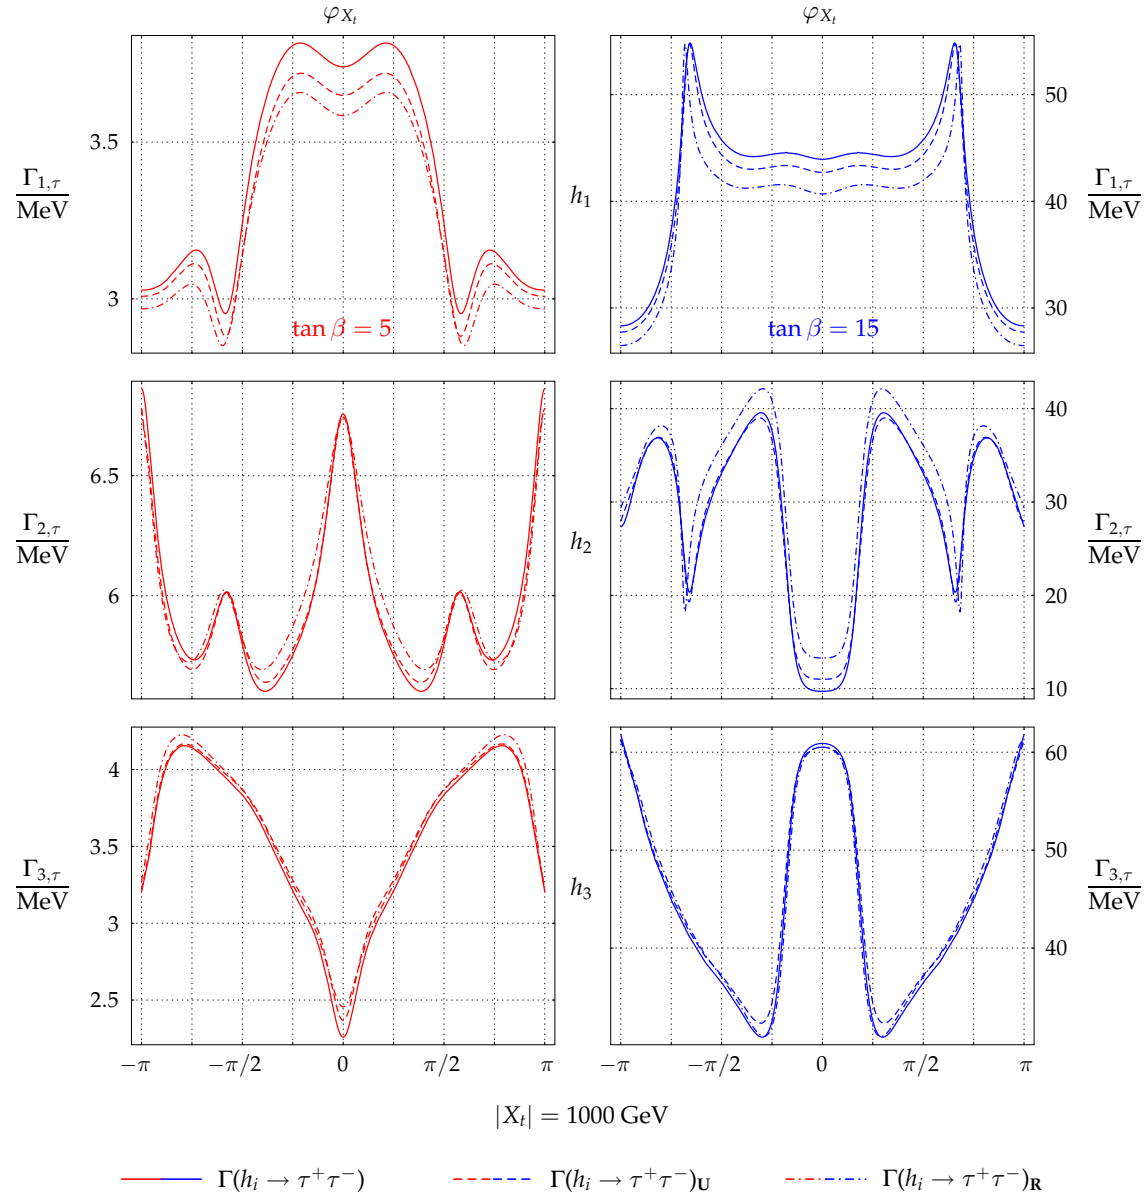 φ_{X_t} φ_{X_t}
3.5
3
Γ_{1,τ}/MeV
tan β = 5
h_1
tan β = 15
50
40
30
Γ_{1,τ}/MeV
6.5
6
Γ_{2,τ}/MeV
h_2
40
30
20
10
Γ_{2,τ}/MeV
4
3.5
3
2.5
Γ_{3,τ}/MeV
h_3
60
50
40
Γ_{3,τ}/MeV
−π −π/2 0 π/2 π −π −π/2 0 π/2 π
|X_t| = 1000 GeV
Γ(h_i → τ⁺τ⁻) Γ(h_i → τ⁺τ⁻)_U Γ(h_i → τ⁺τ⁻)_R